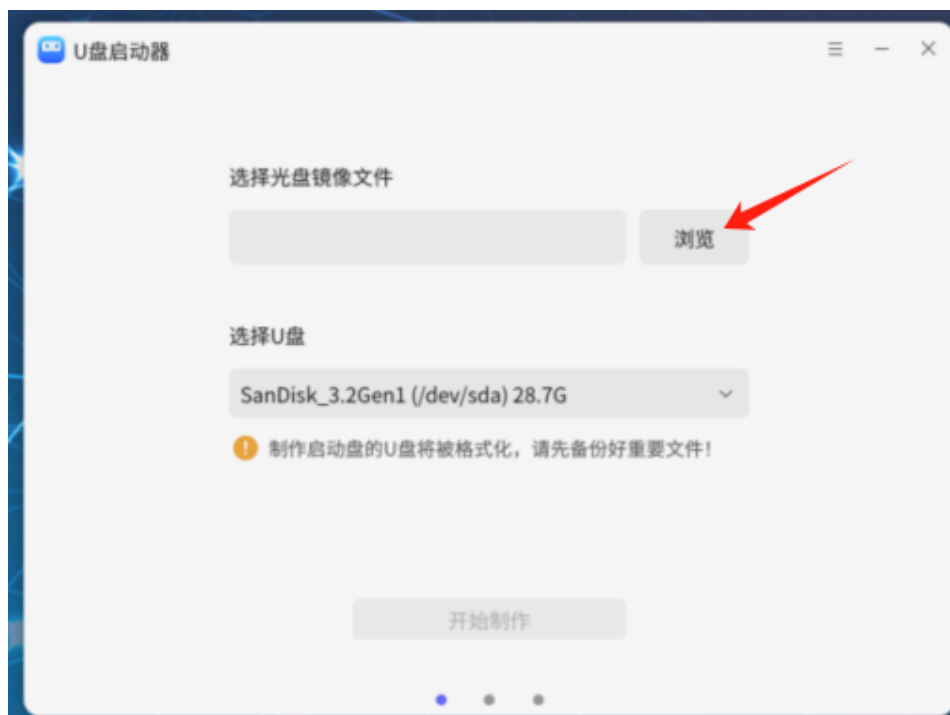 U盘启动器
选择光盘镜像文件
浏览
选择U盘
SanDisk_3.2Gen1 (/dev/sda) 28.7G
制作启动盘的U盘将被格式化，请先备份好重要文件！
开始制作